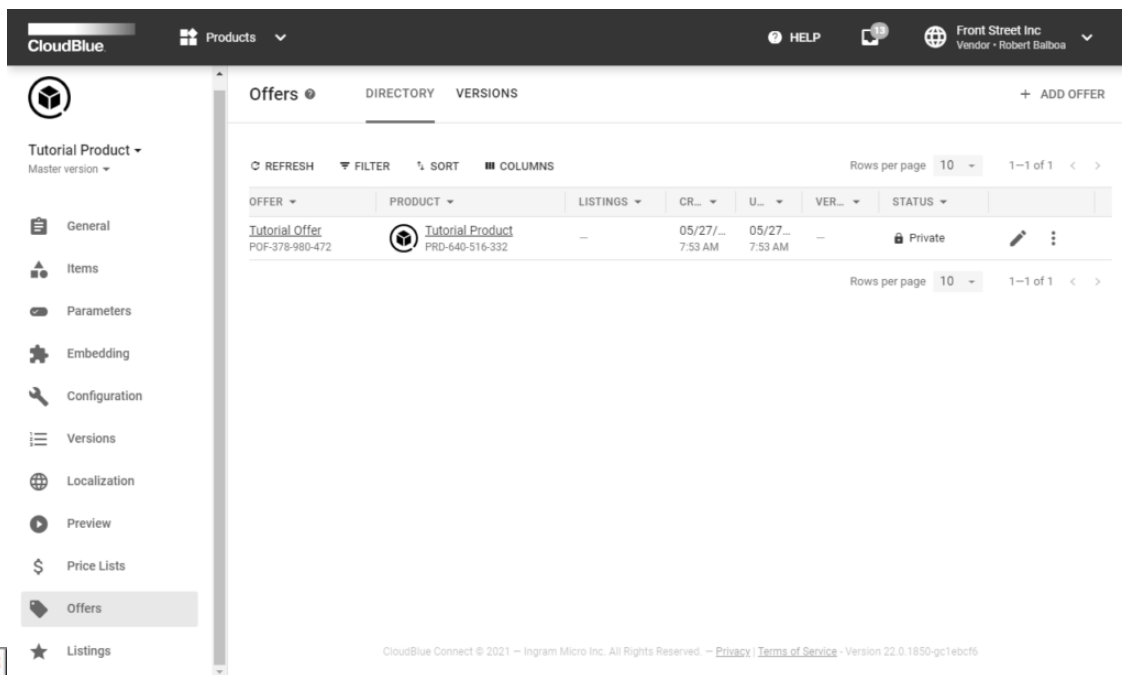 CloudBlue.
Products
HELP
13
Front Street Inc
Vendor • Robert Balboa
Tutorial Product
Master version
General
Items
Parameters
Embedding
Configuration
Versions
Localization
Preview
Price Lists
Offers
Listings
Offers
DIRECTORY
VERSIONS
+ ADD OFFER
REFRESH
FILTER
SORT
COLUMNS
Rows per page 10
1–1 of 1
OFFER
PRODUCT
LISTINGS
CR...
U...
VER...
STATUS
Tutorial Offer
POF-378-980-472
Tutorial Product
PRD-640-516-332
—
05/27/...
7:53 AM
05/27...
7:53 AM
—
Private
Rows per page 10
1–1 of 1
CloudBlue Connect © 2021 — Ingram Micro Inc. All Rights Reserved. — Privacy | Terms of Service - Version 22.0.1850-gc1ebcf6